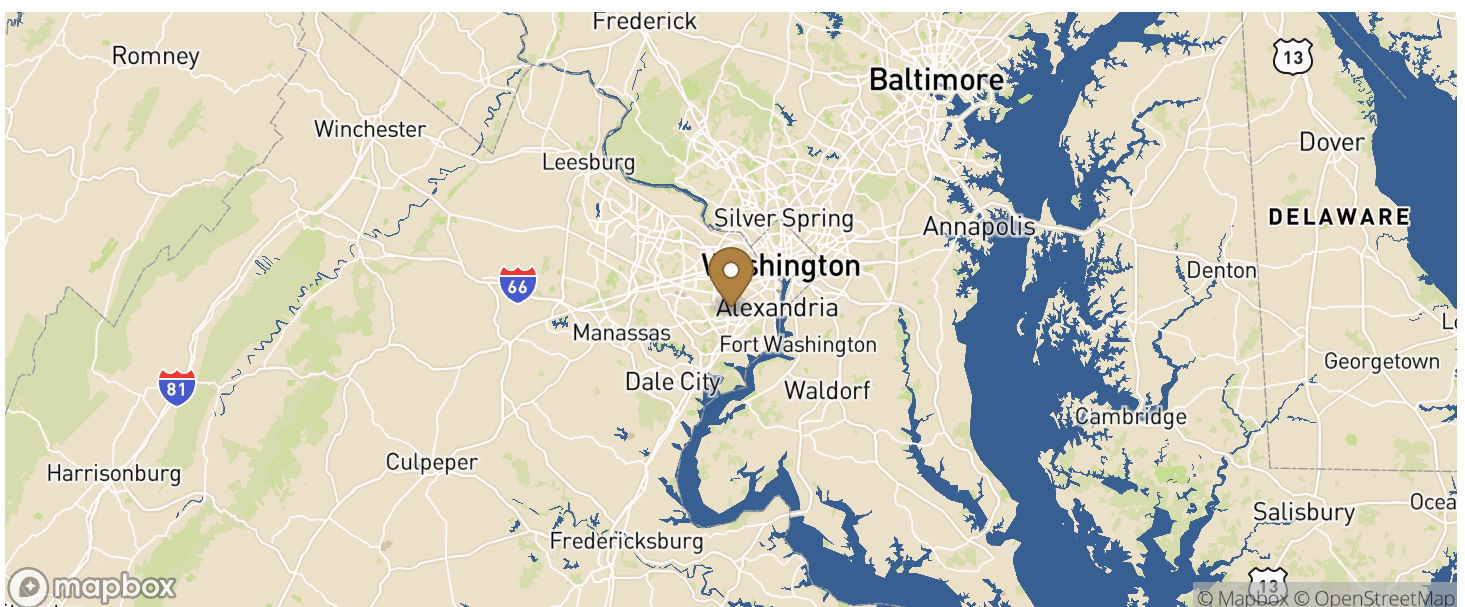 Frederick
Romney
Baltimore
13
Winchester
Dover
Leesburg
Silver Spring
DELAWARE
Annapolis
Washington
Denton
66
Alexandria
Manassas
Fort Washington
Georgetown
81
Dale City
Waldorf
Cambridge
Culpeper
Harrisonburg
Salisbury
Fredericksburg
13
mapbox
© Mapbox © OpenStreetMap